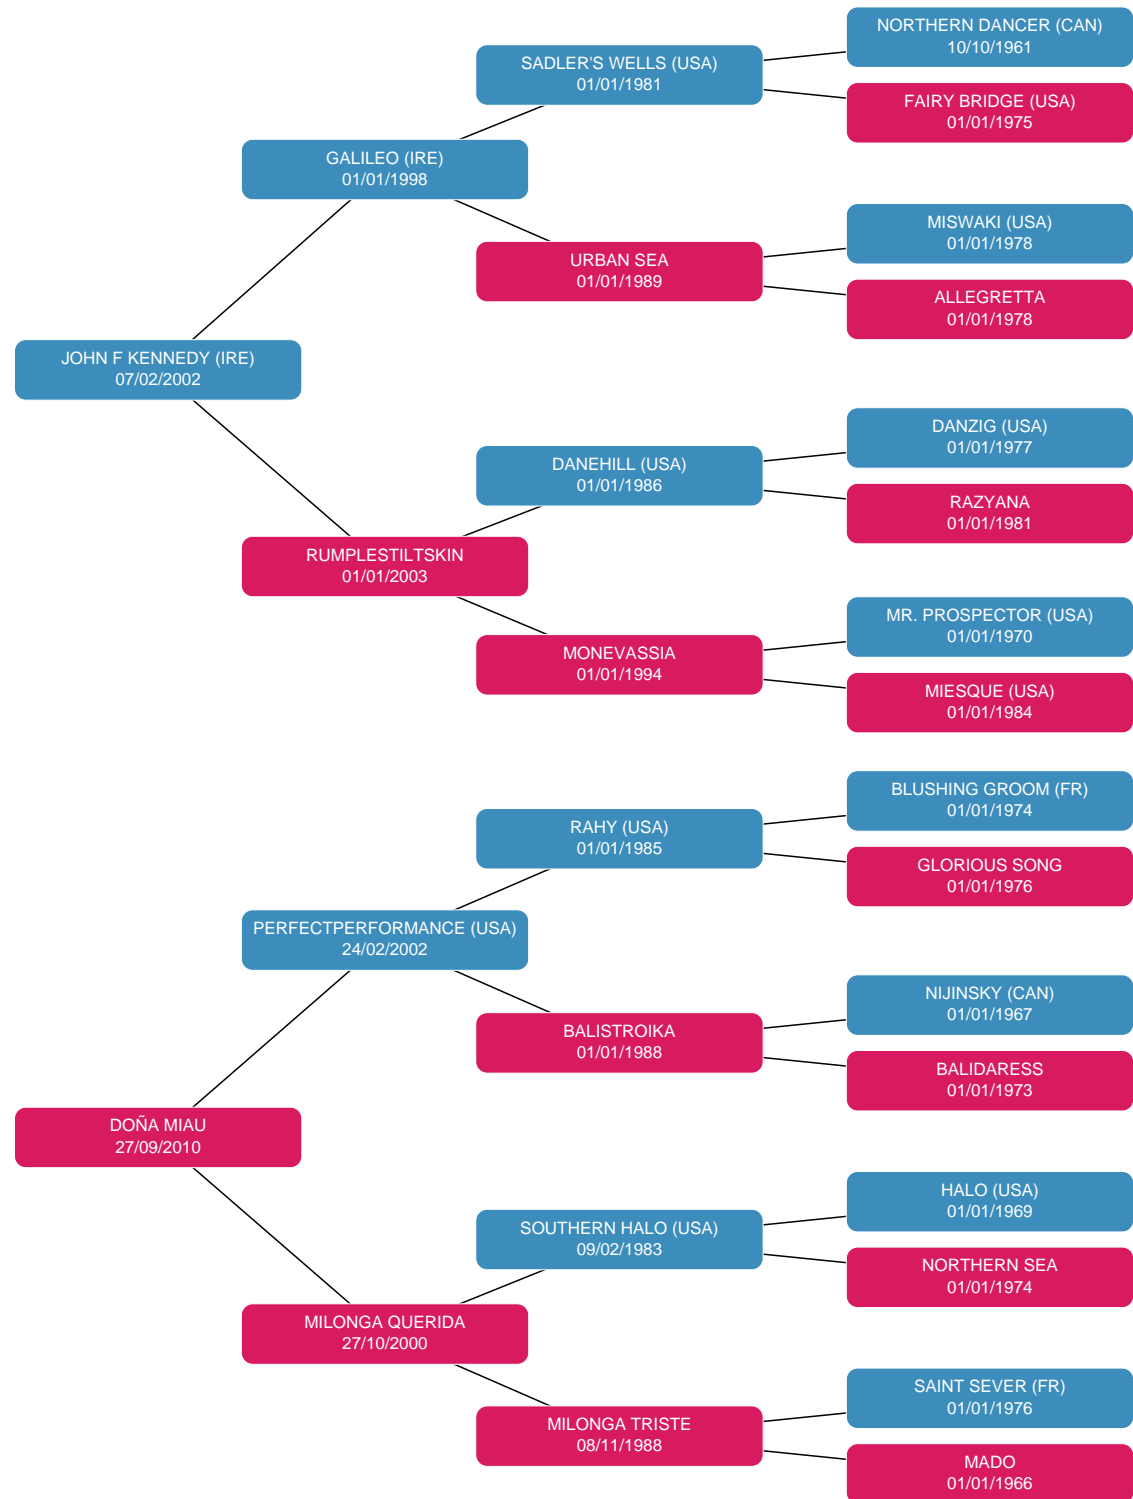 NORTHERN DANCER (CAN)
10/10/1961
SADLER'S WELLS (USA)
01/01/1981
FAIRY BRIDGE (USA)
01/01/1975
GALILEO (IRE)
01/01/1998
MISWAKI (USA)
01/01/1978
URBAN SEA
01/01/1989
ALLEGRETTA
01/01/1978
JOHN F KENNEDY (IRE)
07/02/2002
DANZIG (USA)
01/01/1977
DANEHILL (USA)
01/01/1986
RAZYANA
01/01/1981
RUMPLESTILTSKIN
01/01/2003
MR. PROSPECTOR (USA)
01/01/1970
MONEVASSIA
01/01/1994
MIESQUE (USA)
01/01/1984
BLUSHING GROOM (FR)
01/01/1974
RAHY (USA)
01/01/1985
GLORIOUS SONG
01/01/1976
PERFECTPERFORMANCE (USA)
24/02/2002
NIJINSKY (CAN)
01/01/1967
BALISTROIKA
01/01/1988
BALIDARESS
01/01/1973
DOÑA MIAU
27/09/2010
HALO (USA)
01/01/1969
SOUTHERN HALO (USA)
09/02/1983
NORTHERN SEA
01/01/1974
MILONGA QUERIDA
27/10/2000
SAINT SEVER (FR)
01/01/1976
MILONGA TRISTE
08/11/1988
MADO
01/01/1966